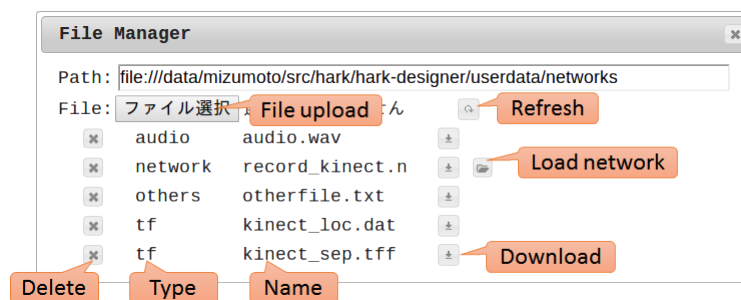 File Manager
Path: file:///data/mizumoto/src/hark/hark-designer/userdata/networks
File: ファイル選択 File upload せん Refresh
audio audio.wav
network record_kinect.n Load network
others otherfile.txt
tf kinect_loc.dat
tf kinect_sep.tff Download
Delete Type Name